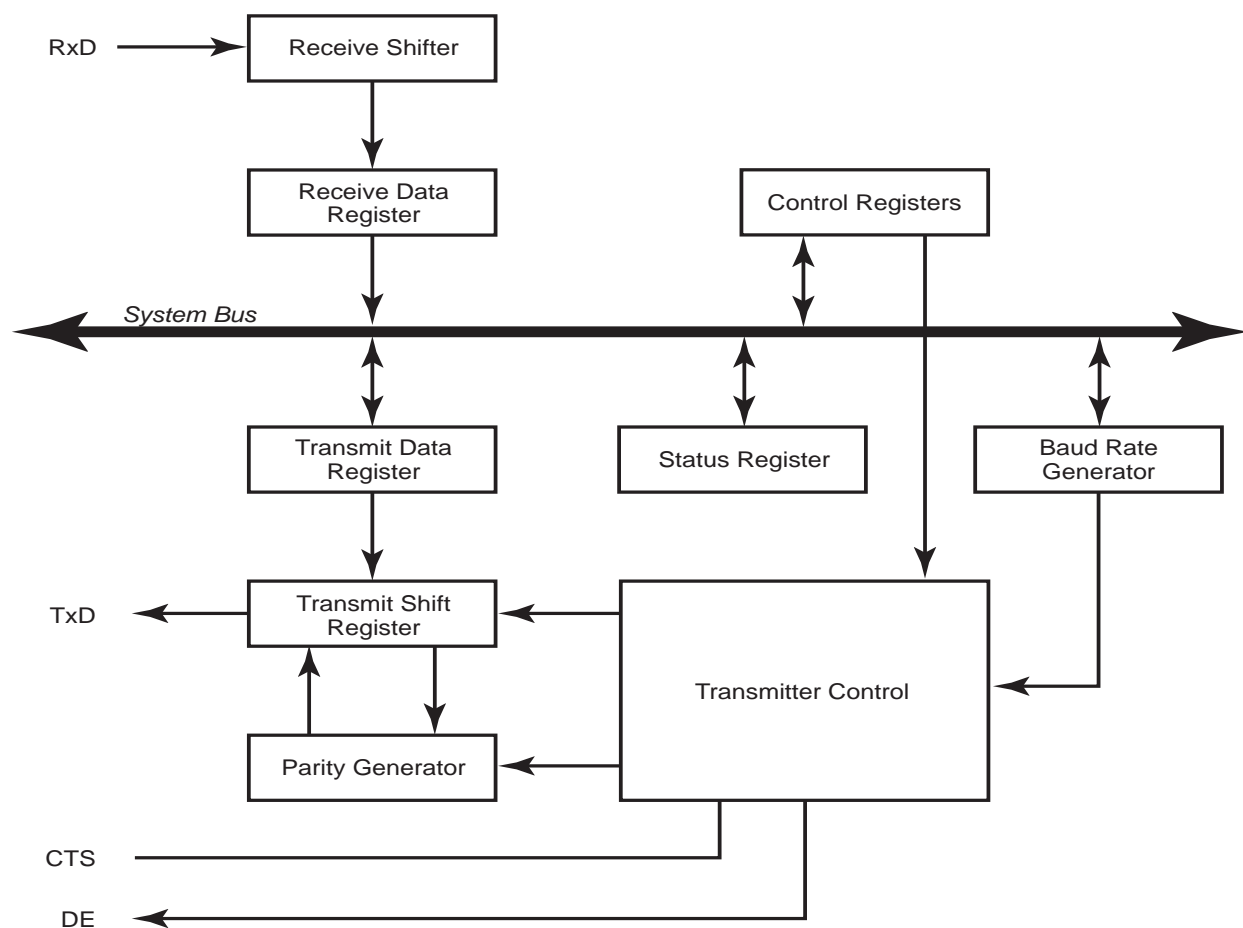 RxD
Receive Shifter
Receive Data
Register
Control Registers
System Bus
Transmit Data
Register
Status Register
Baud Rate
Generator
TxD
Transmit Shift
Register
Transmitter Control
Parity Generator
CTS
DE